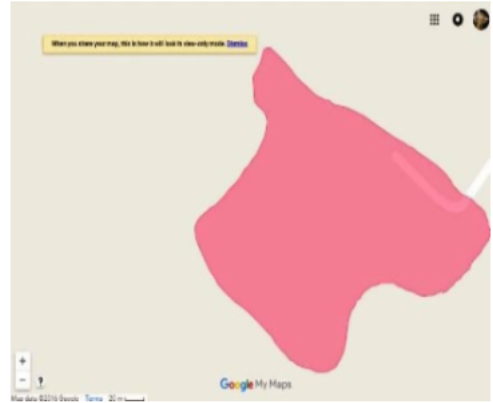 When you share your map, this is how it will look in view-only mode. Dismiss
+
−
?
Google My Maps
Map data ©2016 Google Terms 20 m